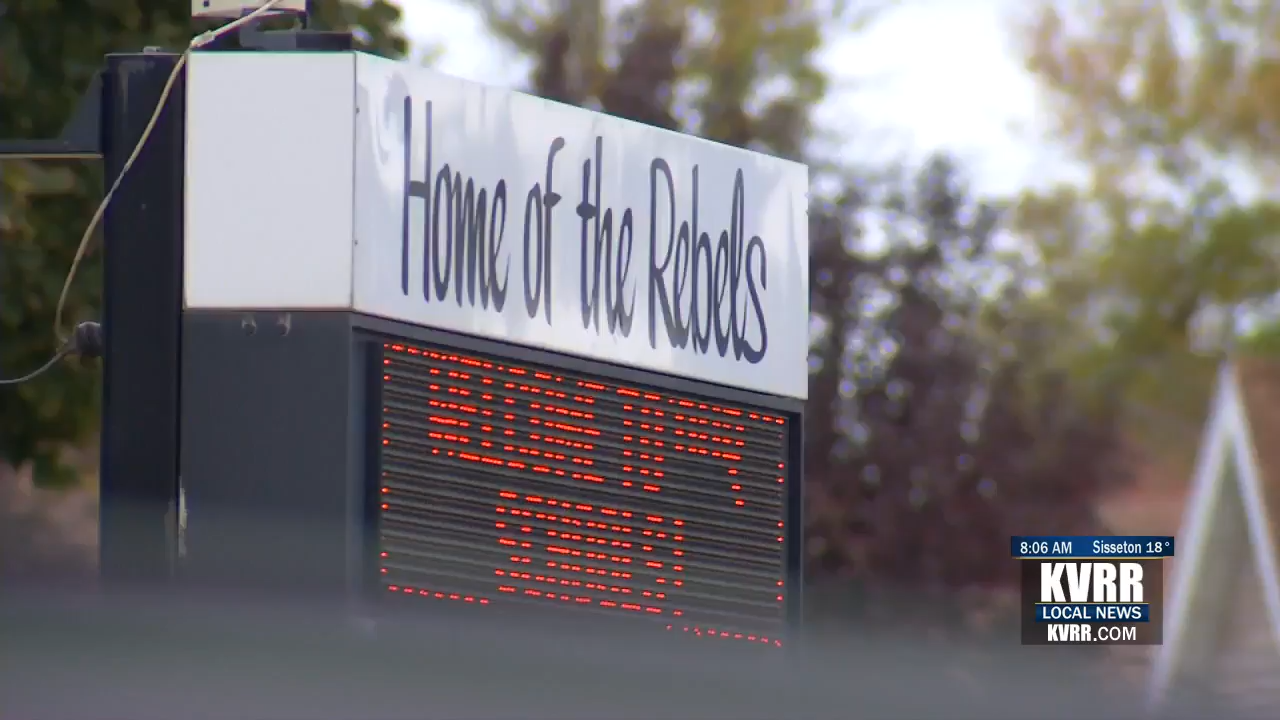 Home of the Rebels
8:06 AM Sisseton 18°
KVRR
LOCAL NEWS
KVRR.COM